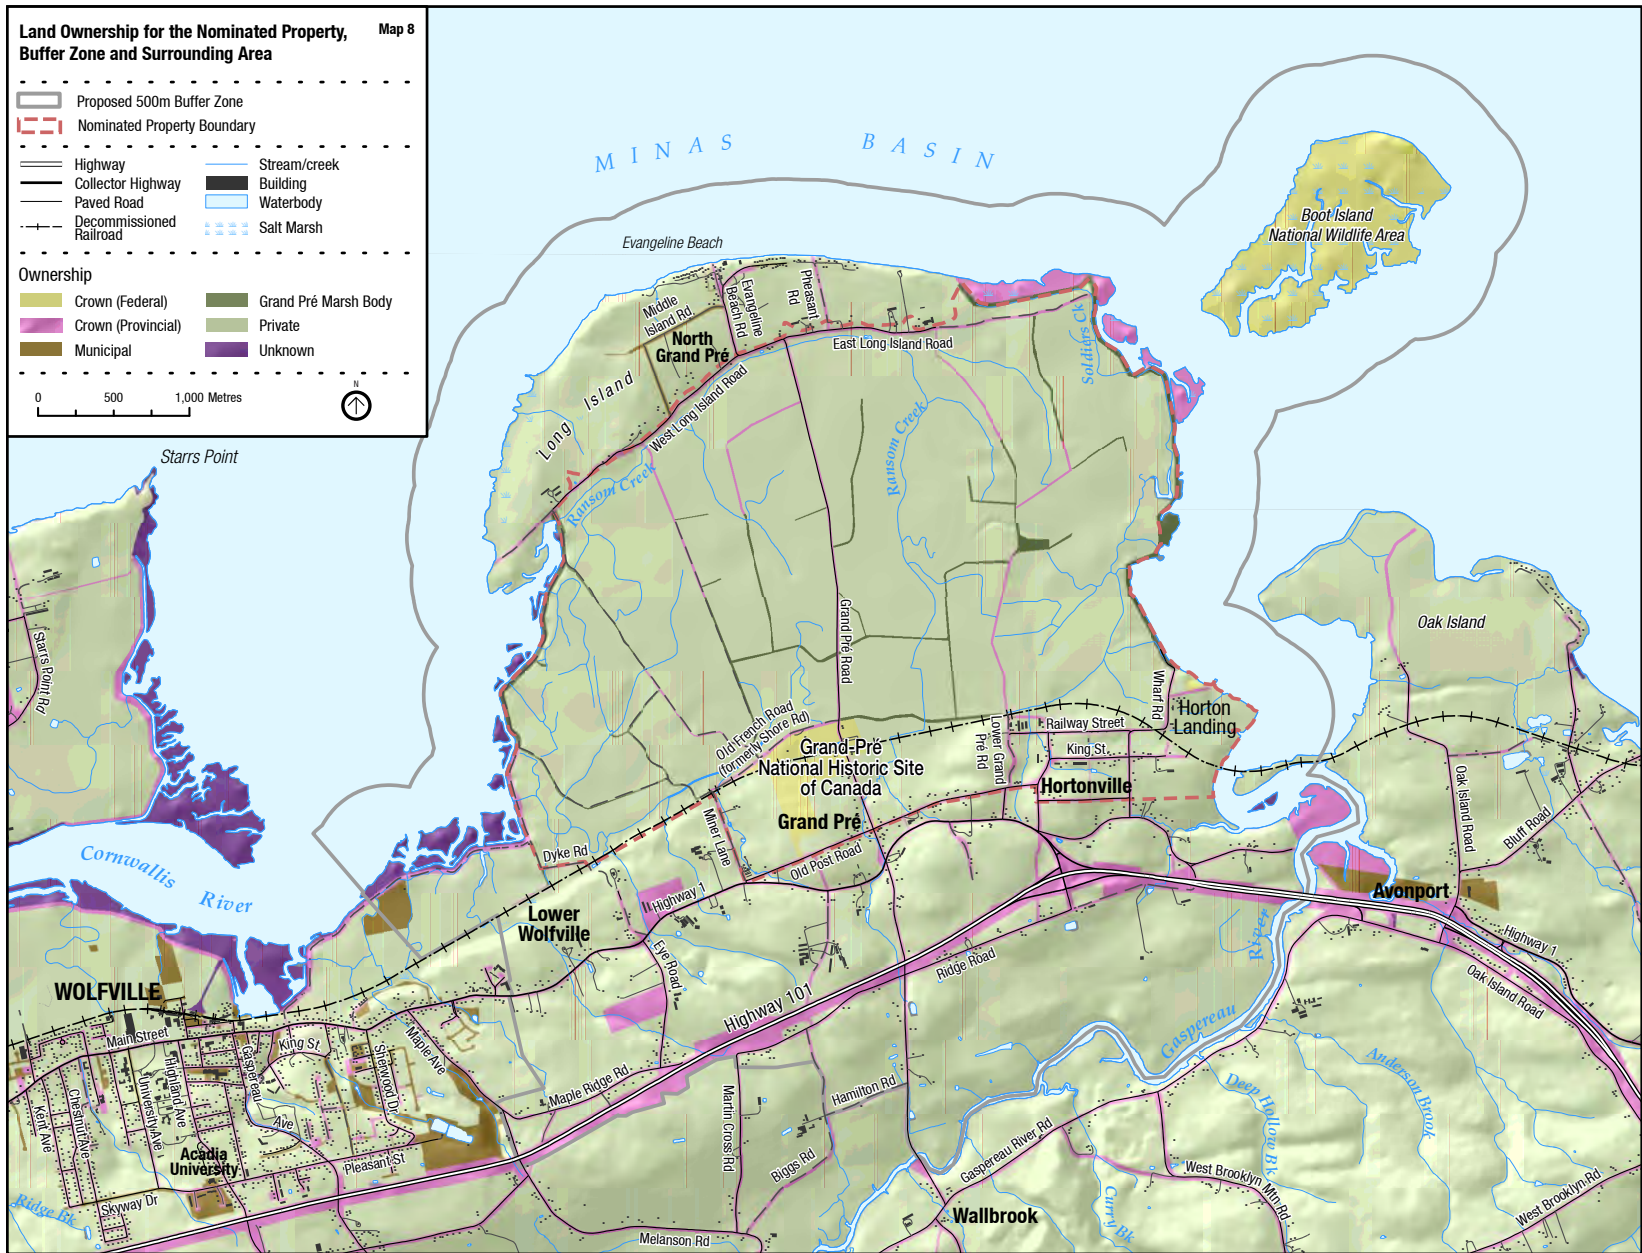 Land Ownership for the Nominated Property,
Buffer Zone and Surrounding Area
Map 8
Proposed 500m Buffer Zone
Nominated Property Boundary
Highway
Collector Highway
Paved Road
Decommissioned
Railroad
Stream/creek
Building
Waterbody
Salt Marsh
Ownership
Crown (Federal)
Crown (Provincial)
Municipal
Grand Pré Marsh Body
Private
Unknown
0 500 1,000 Metres
N
MINAS BASIN
Boot Island
National Wildlife Area
Evangeline Beach
Middle
Island Rd
Evangeline
Beach Rd
Pheasant
Rd
North
Grand Pré
East Long Island Road
Soldiers Ck
Long Island
West Long Island Road
Ransom Creek
Ransom Creek
Starrs Point
Starrs Point Rd
Oak Island
Grand Pré Road
Wharf Rd
Horton
Landing
Old French Road
(formerly Shore Rd)
Railway Street
Lower Grand
Pré Rd
King St
Grand-Pré
National Historic Site
of Canada
Hortonville
Grand Pré
Miner Lane
Old Post Road
Dyke Rd
Oak Island Road
Bluff Road
Cornwallis
River
Highway 1
Lower
Wolfville
Avonport
Eye Road
Ridge Road
River
Highway 1
Oak Island Road
WOLFVILLE
Highway 101
Gaspereau
Main Street
King St
Maple Ave
Sherwood Dr
Gaspereau
Ave
Highland Ave
University Ave
Chestnut Ave
Kent Ave
Maple Ridge Rd
Martin Cross Rd
Hamilton Rd
Deep Hollow Bk
Anderson Brook
Acadia
University
Pleasant St
Biggs Rd
Gaspereau River Rd
West Brooklyn Mtn Rd
West Brooklyn Rd
Curry Bk
Skyway Dr
Ridge Bk
Wallbrook
Melanson Rd